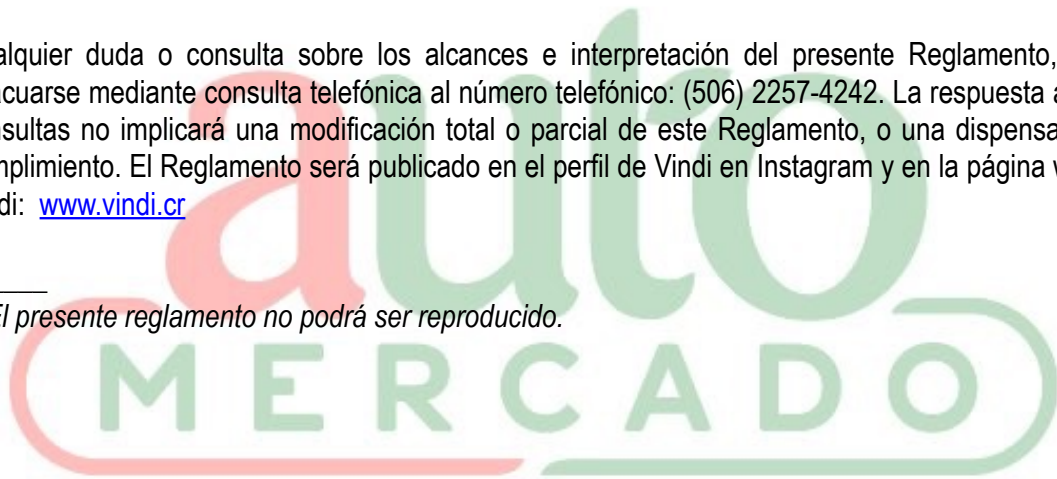 alquier duda o consulta sobre los alcances e interpretación del presente Reglamento,
acuarse mediante consulta telefónica al número telefónico: (506) 2257-4242. La respuesta a
nsultas no implicará una modificación total o parcial de este Reglamento, o una dispensa
mplimiento. El Reglamento será publicado en el perfil de Vindi en Instagram y en la página
di: www.vindi.cr
El presente reglamento no podrá ser reproducido.
auto
MERCADO